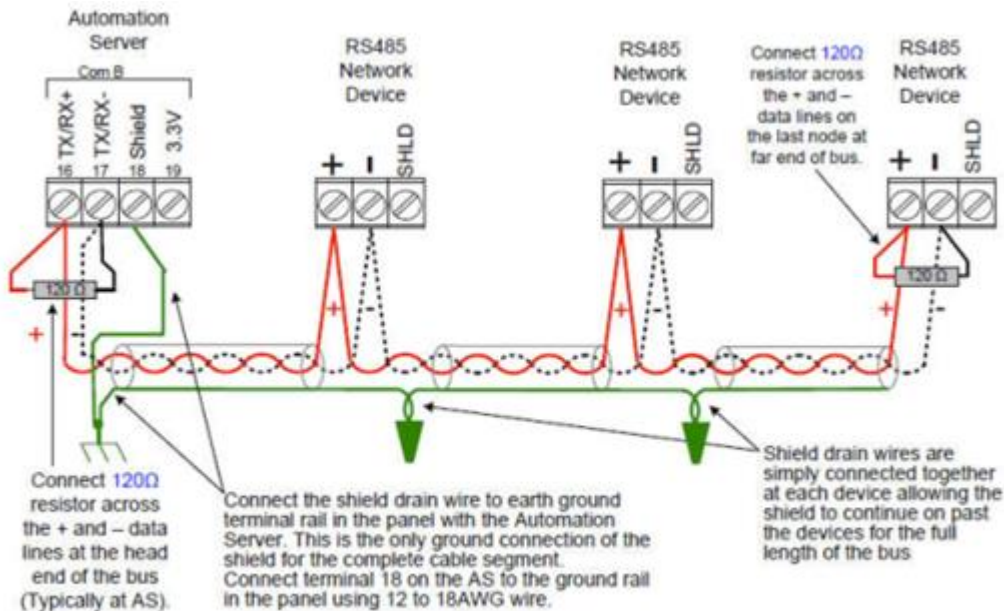 Automation
Server
Com B
TX/RX+
TX/RX-
Shield
3.3V
16
17
18
19
RS485
Network
Device
+
-
SHLD
RS485
Network
Device
+
-
SHLD
Connect 120Ω
resistor across
the + and –
data lines on
the last node at
far end of bus.
RS485
Network
Device
+
-
SHLD
120 Ω
120 Ω
+
-
+
-
+
-
+
-
Connect 120Ω
resistor across
the + and – data
lines at the head
end of the bus
(Typically at AS).
Connect the shield drain wire to earth ground
terminal rail in the panel with the Automation
Server. This is the only ground connection of the
shield for the complete cable segment.
Connect terminal 18 on the AS to the ground rail
in the panel using 12 to 18AWG wire.
Shield drain wires are
simply connected together
at each device allowing the
shield to continue on past
the devices for the full
length of the bus